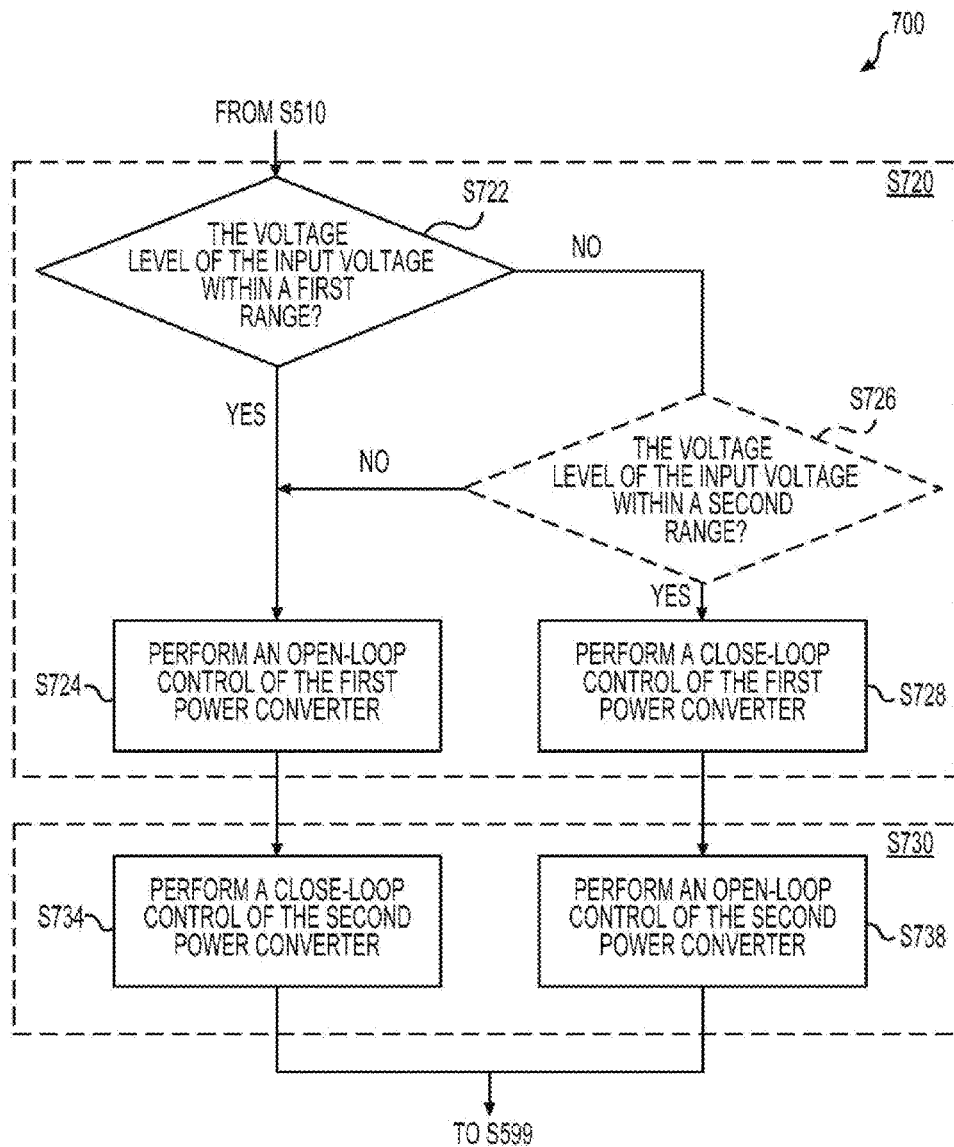 700
FROM S510
S720
S722
THE VOLTAGE
LEVEL OF THE INPUT VOLTAGE
WITHIN A FIRST
RANGE?
NO
YES
S726
THE VOLTAGE
LEVEL OF THE INPUT VOLTAGE
WITHIN A SECOND
RANGE?
NO
YES
S724
PERFORM AN OPEN-LOOP
CONTROL OF THE FIRST
POWER CONVERTER
PERFORM A CLOSE-LOOP
CONTROL OF THE FIRST
POWER CONVERTER
S728
S730
S734
PERFORM A CLOSE-LOOP
CONTROL OF THE SECOND
POWER CONVERTER
PERFORM AN OPEN-LOOP
CONTROL OF THE SECOND
POWER CONVERTER
S738
TO S599